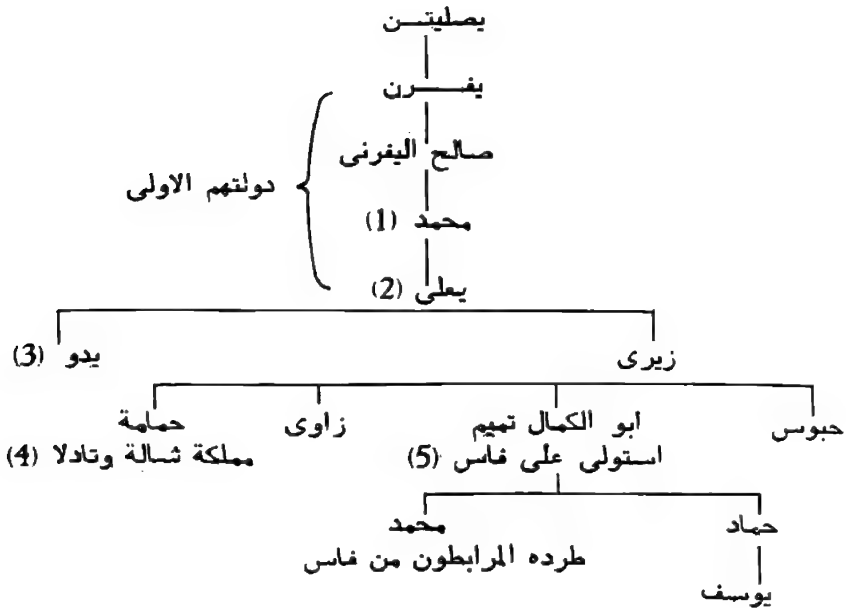 يصليتن
يفرن
صالح اليفرنى
دولتهم الاولى
محمد (1)
يعلى (2)
زيرى
يدو (3)
حبوس
ابو الكمال تميم
زاوى
حمامة
استولى على فاس (5)
مملكة شالة وتادلا (4)
حماد
محمد
طرده المرابطون من فاس
يوسف